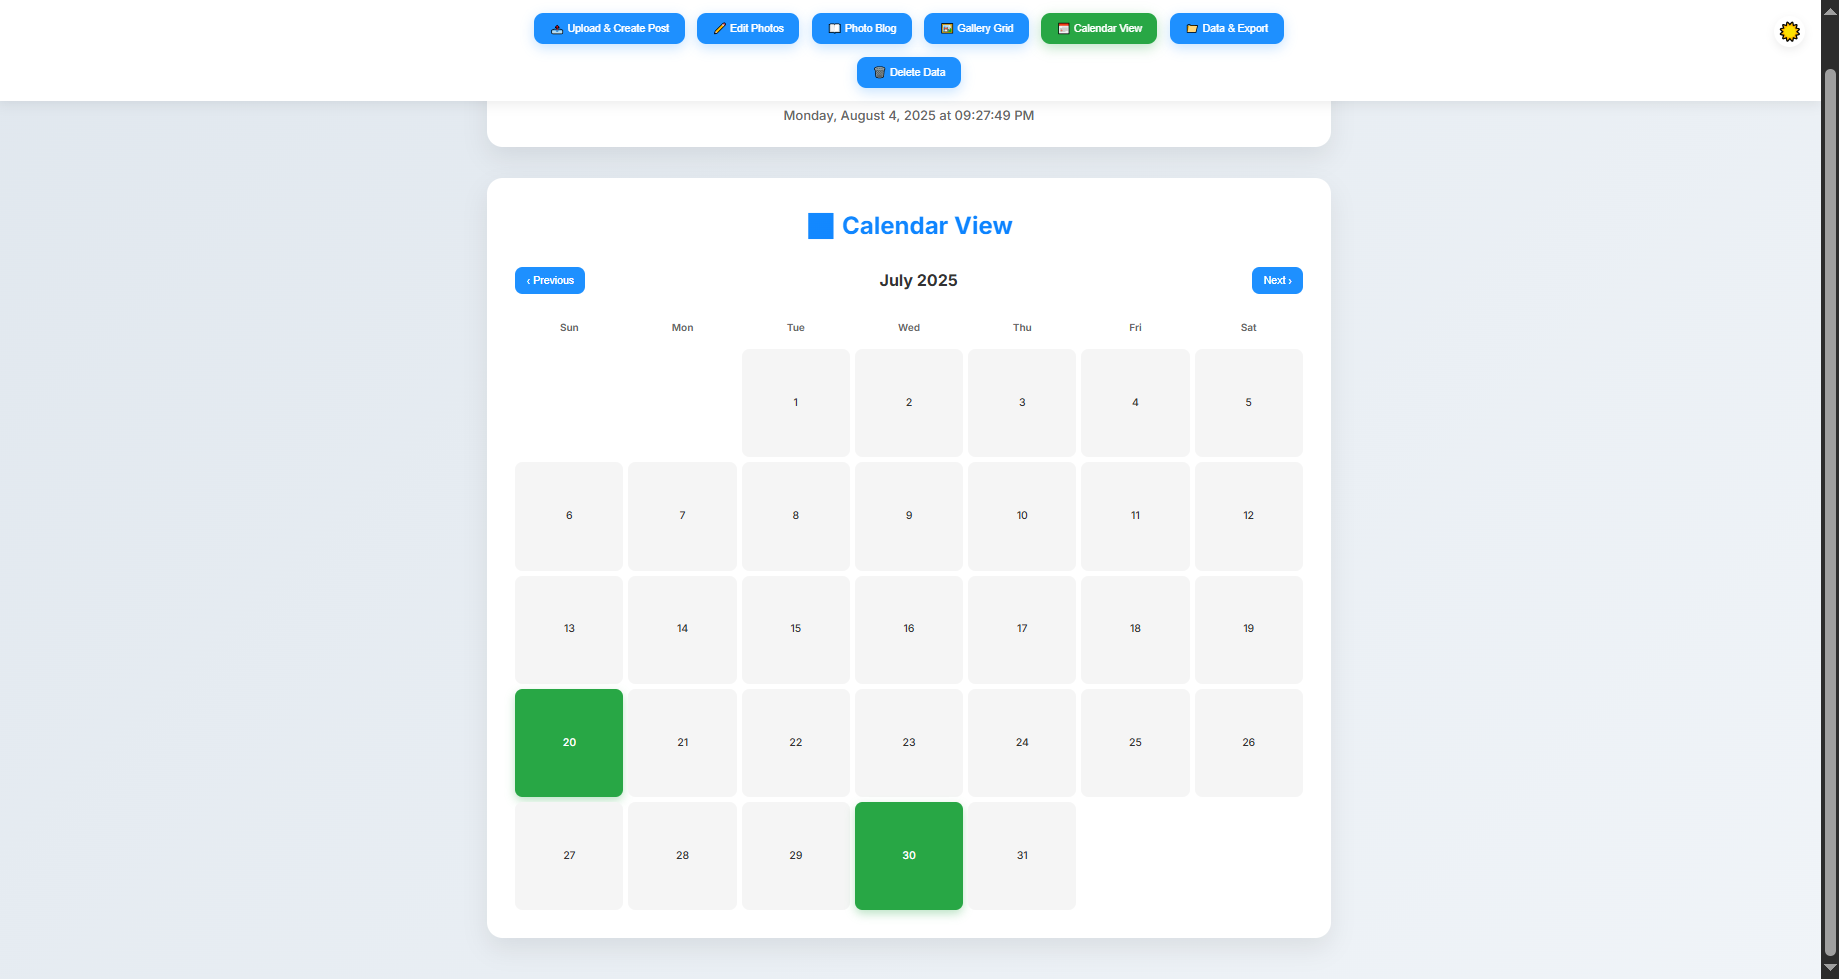 Upload & Create Post Edit Photos Photo Blog Gallery Grid Calendar View Data & Export
Delete Data
Monday, August 4, 2025 at 09:27:49 PM
Calendar View
‹ Previous July 2025 Next ›
Sun Mon Tue Wed Thu Fri Sat
1 2 3 4 5
6 7 8 9 10 11 12
13 14 15 16 17 18 19
20 21 22 23 24 25 26
27 28 29 30 31